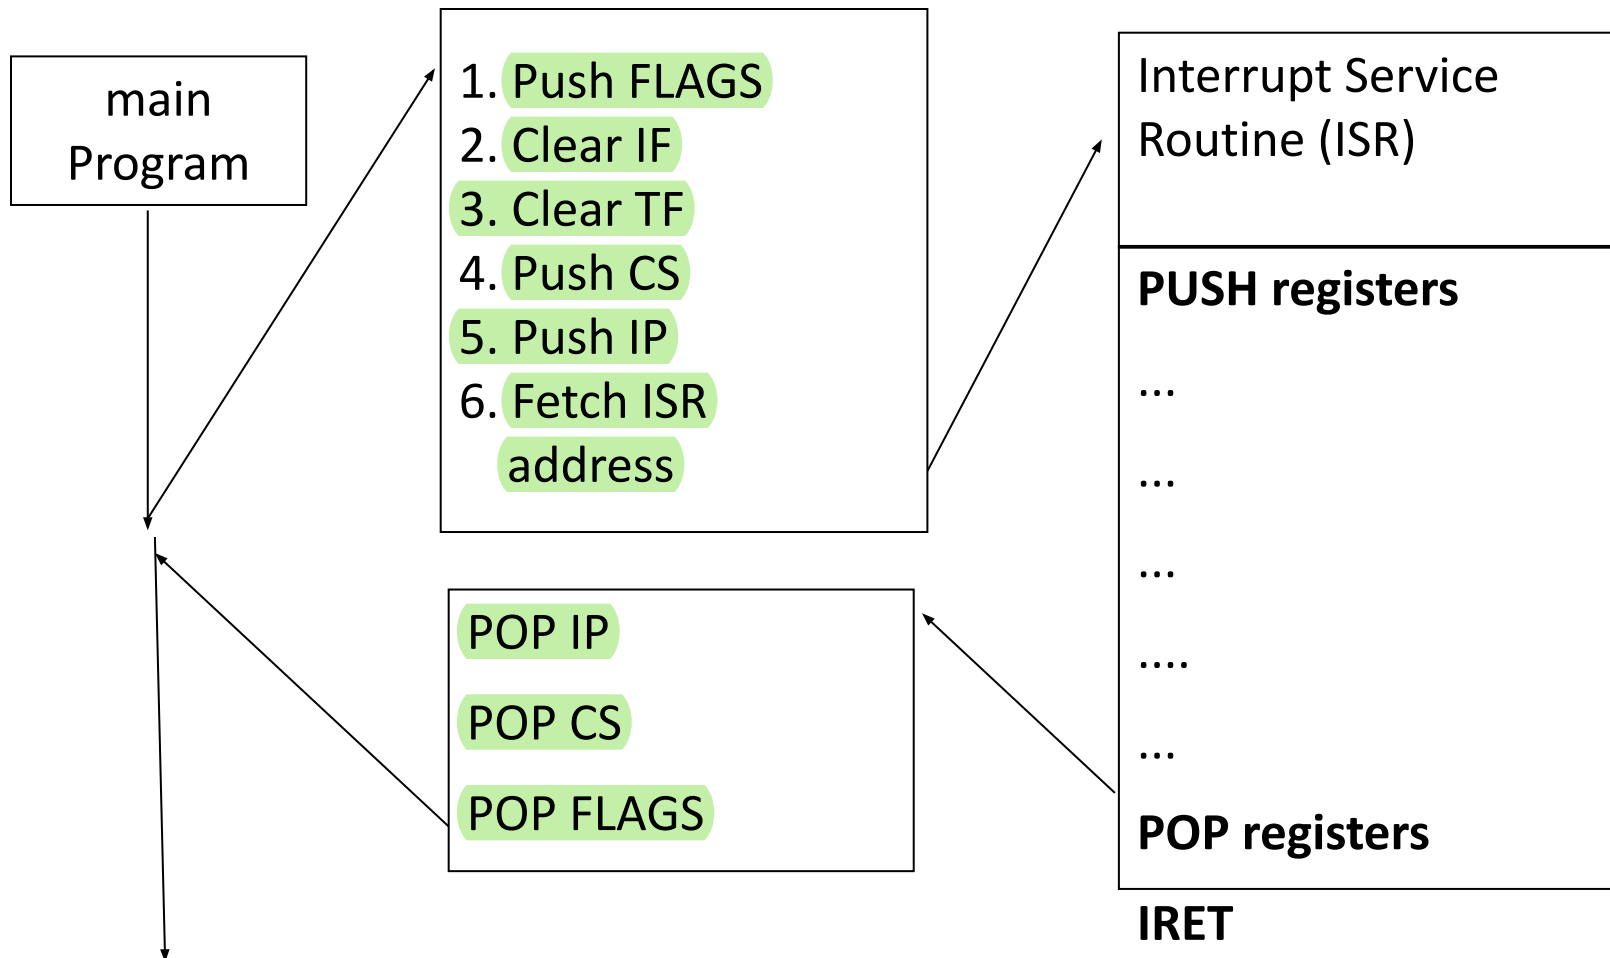 main
Program
1. Push FLAGS
2. Clear IF
3. Clear TF
4. Push CS
5. Push IP
6. Fetch ISR
address
POP IP
POP CS
POP FLAGS
Interrupt Service
Routine (ISR)
PUSH registers
...
...
...
....
...
POP registers
IRET